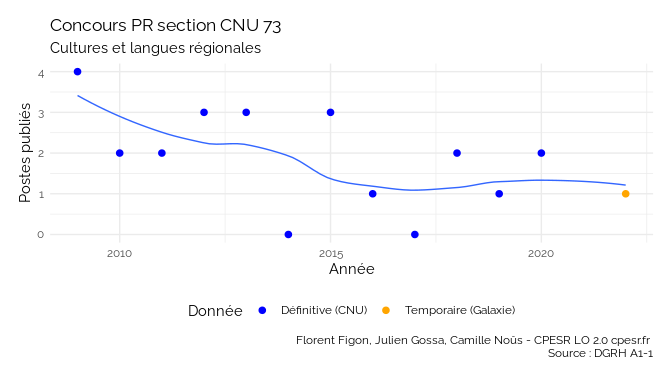 Concours PR section CNU 73
Cultures et langues régionales
Postes publiés
4
3
2
1
0
2010
2015
2020
Année
Donnée
Définitive (CNU)
Temporaire (Galaxie)
Florent Figon, Julien Gossa, Camille Noûs - CPESR LO 2.0 cpesr.fr
Source : DGRH A1-1